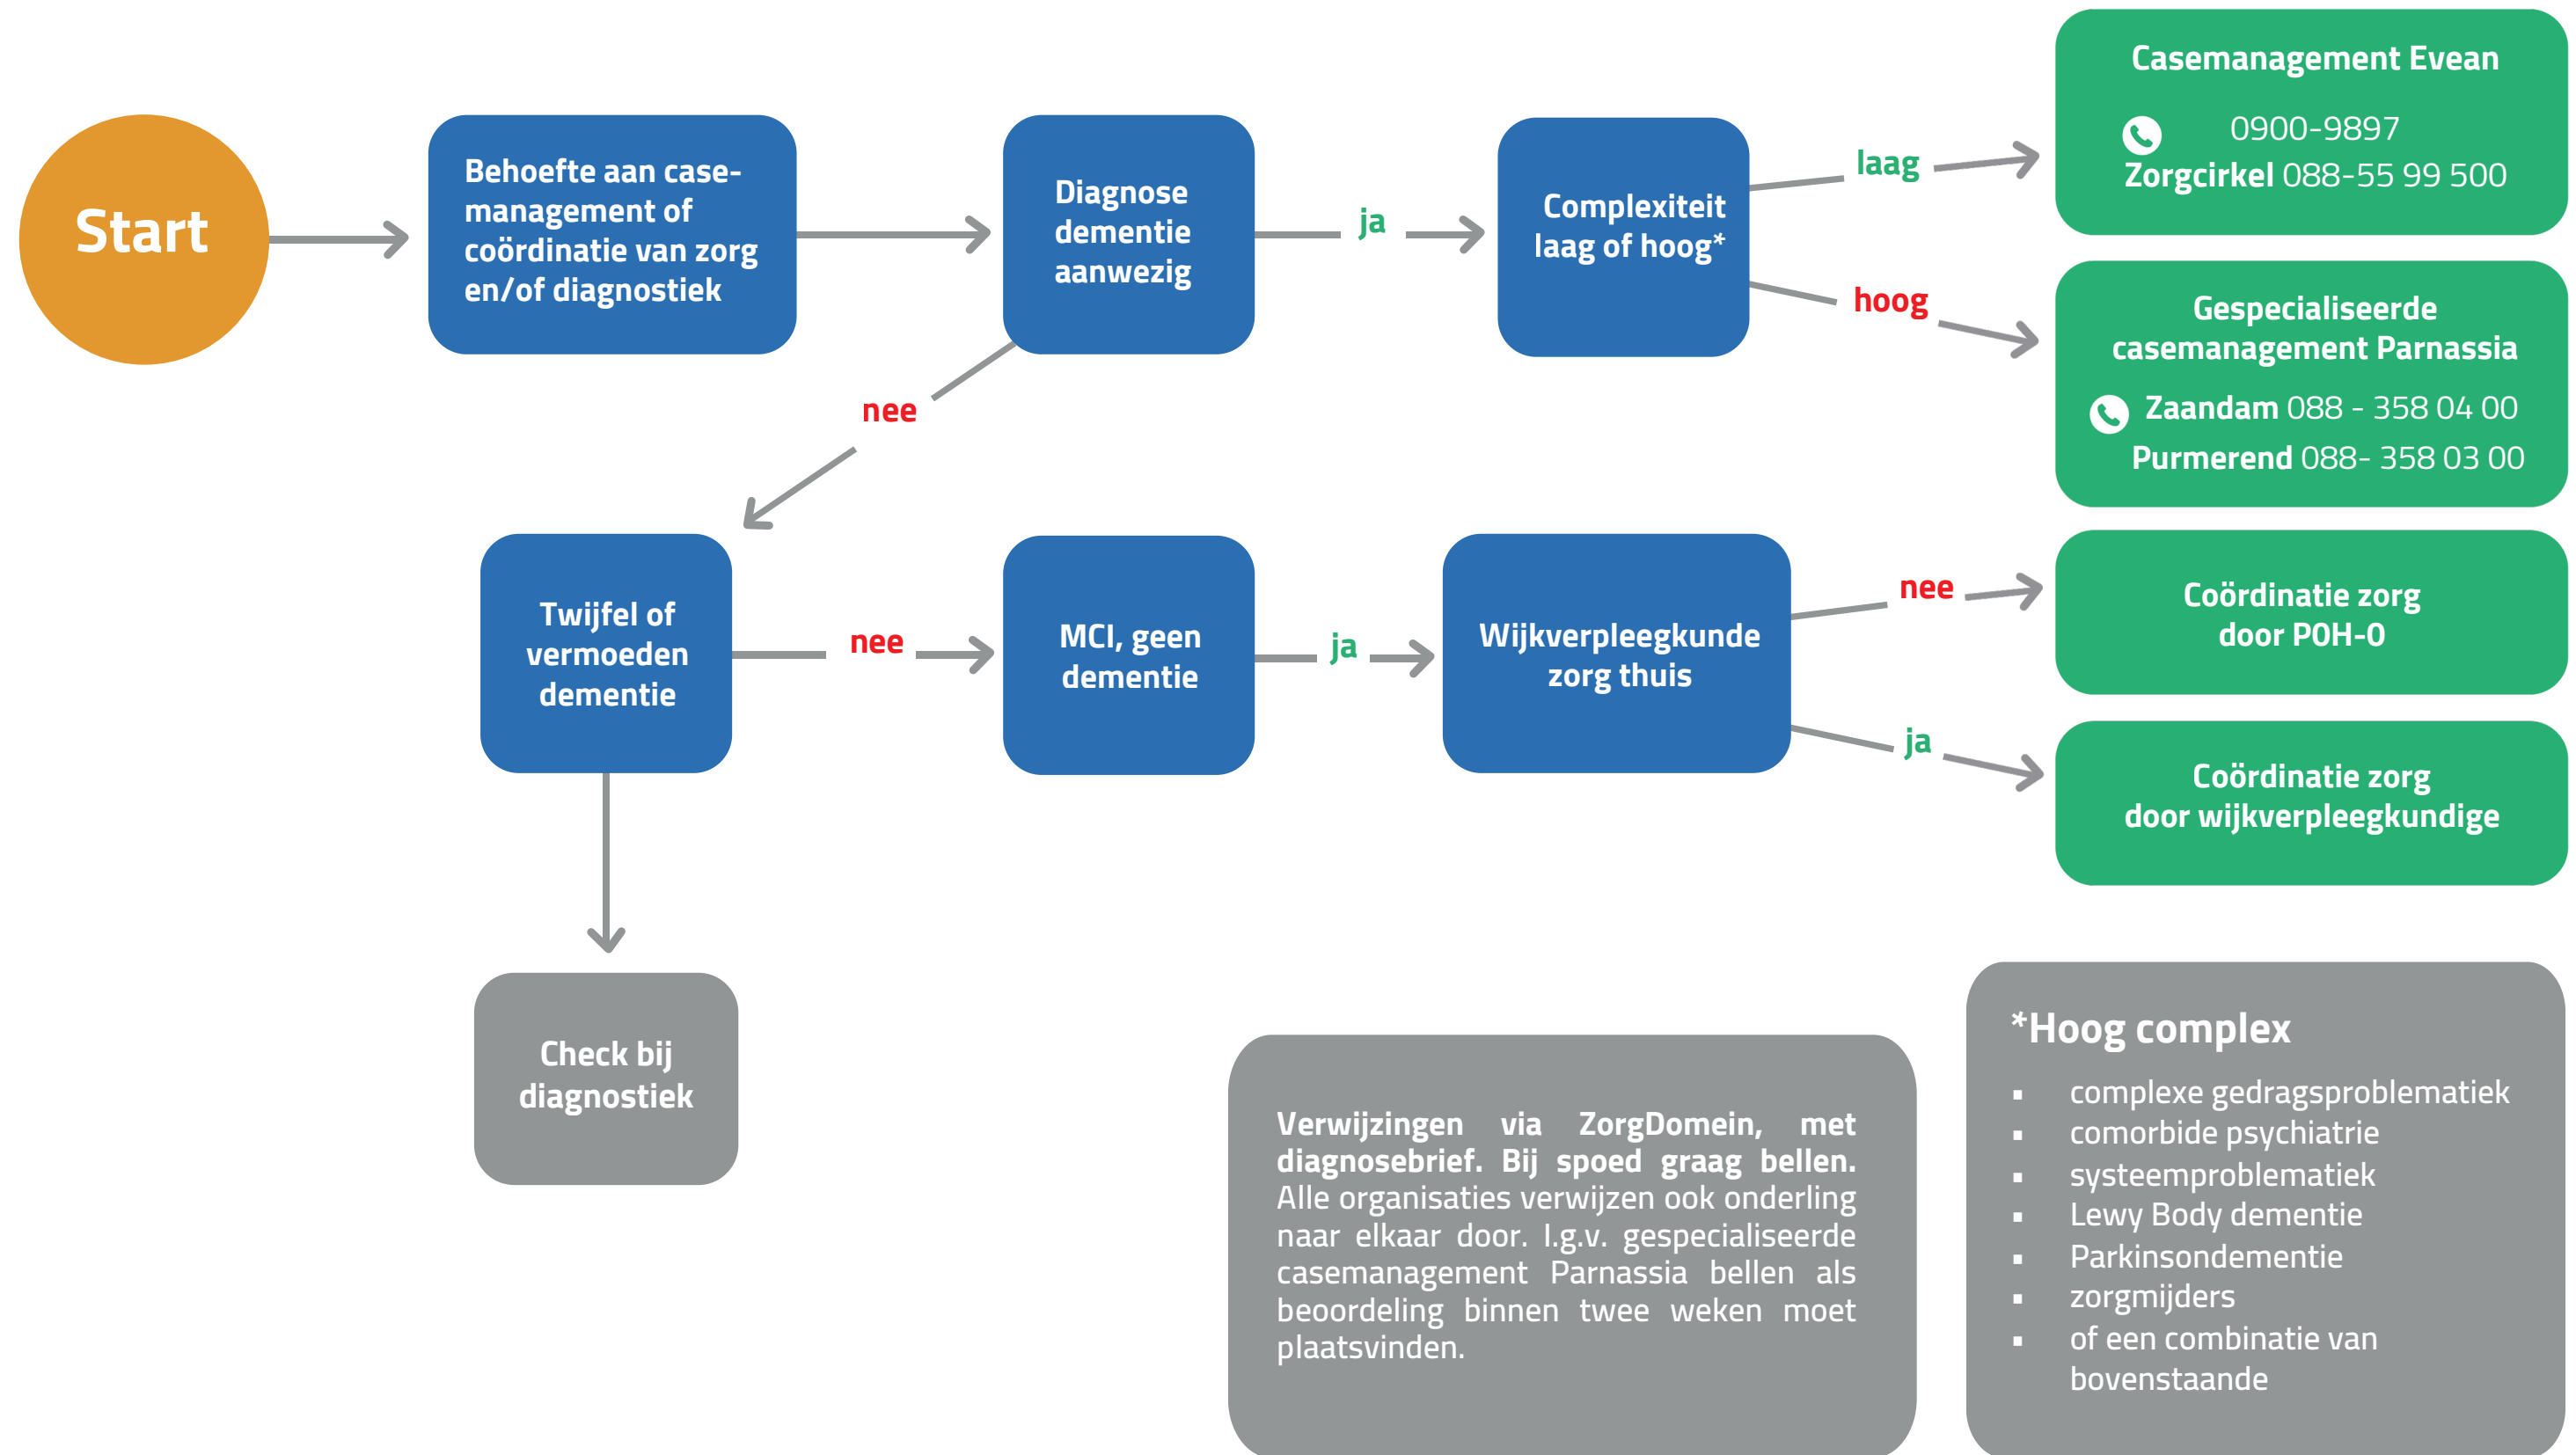 Start
Behoefte aan case-
management of
coördinatie van zorg
en/of diagnostiek
Diagnose
dementie
aanwezig
ja
Complexiteit
laag of hoog*
laag
Casemanagement Evean
0900-9897
Zorgcirkel 088-55 99 500
hoog
Gespecialiseerde
casemanagement Parnassia
Zaandam 088 - 358 04 00
Purmerend 088- 358 03 00
nee
Twijfel of
vermoeden
dementie
nee
MCI, geen
dementie
ja
Wijkverpleegkunde
zorg thuis
nee
Coördinatie zorg
door P0H-0
ja
Coördinatie zorg
door wijkverpleegkundige
Check bij
diagnostiek
Verwijzingen via ZorgDomein, met
diagnosebrief. Bij spoed graag bellen.
Alle organisaties verwijzen ook onderling
naar elkaar door. I.g.v. gespecialiseerde
casemanagement Parnassia bellen als
beoordeling binnen twee weken moet
plaatsvinden.
*Hoog complex
▪ complexe gedragsproblematiek
▪ comorbide psychiatrie
▪ systeemproblematiek
▪ Lewy Body dementie
▪ Parkinsondementie
▪ zorgmijders
▪ of een combinatie van
bovenstaande